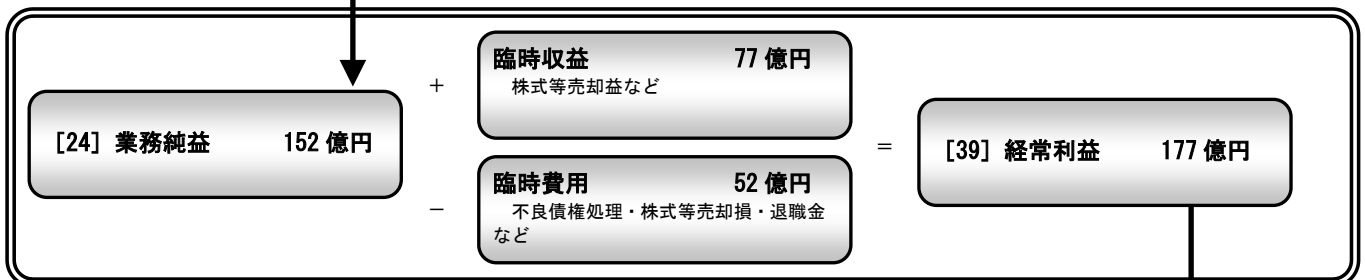 [24] 業務純益 152 億円
+
臨時収益 77 億円
株式等売却益など
−
臨時費用 52 億円
不良債権処理・株式等売却損・退職金
など
=
[39] 経常利益 177 億円